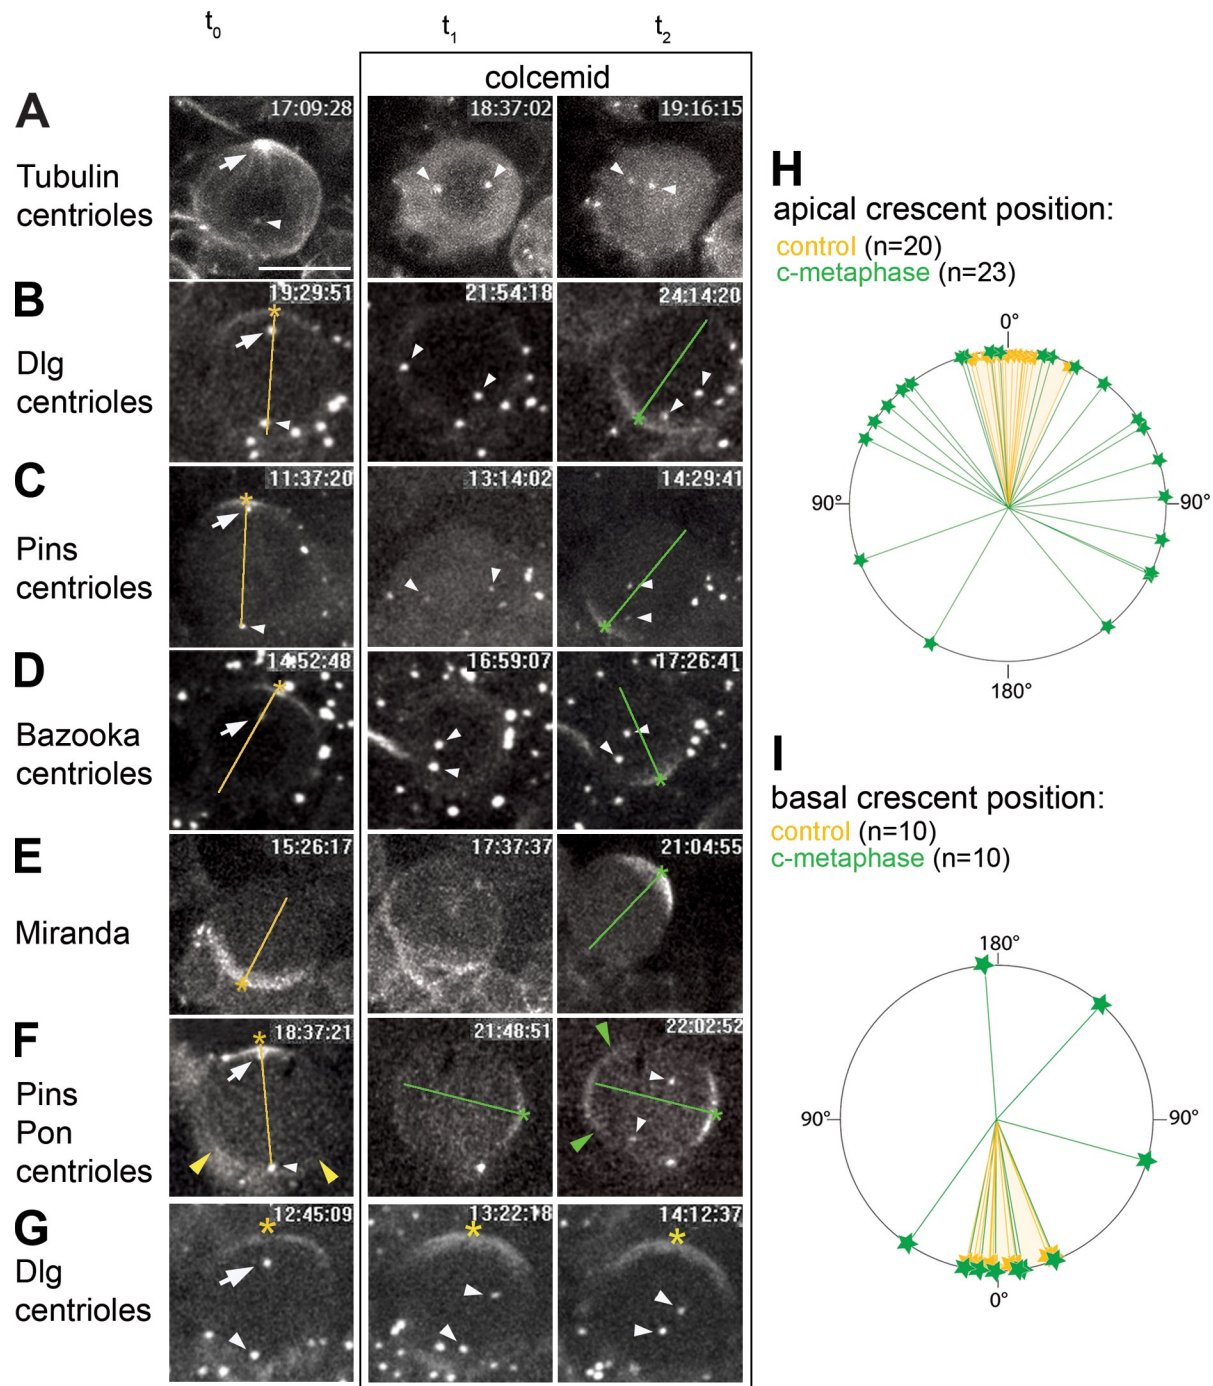 t0
t1
t2
colcemid
A
Tubulin
centrioles
17:09:28
18:37:02
19:16:15
B
Dlg
centrioles
19:29:51
21:54:18
24:14:20
C
Pins
centrioles
11:37:20
13:14:02
14:29:41
D
Bazooka
centrioles
14:52:48
16:59:07
17:26:41
E
Miranda
15:26:17
17:37:37
21:04:55
F
Pins
Pon
centrioles
18:37:21
21:48:51
22:02:52
G
Dlg
centrioles
12:45:09
13:22:18
14:12:37
H
apical crescent position:
control (n=20)
c-metaphase (n=23)
0°
90°
90°
180°
I
basal crescent position:
control (n=10)
c-metaphase (n=10)
180°
90°
90°
0°